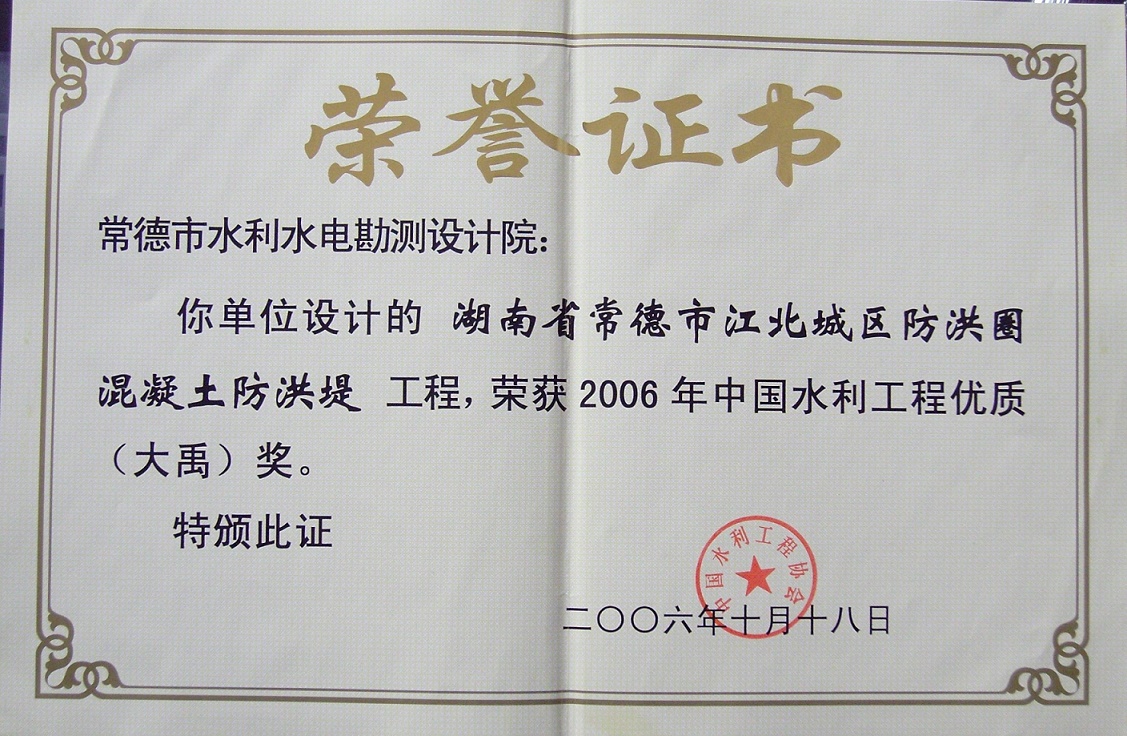 荣誉证书
常德市水利水电勘测设计院：
你单位设计的 湖南省常德市江北城区防洪圈
混凝土防洪堤 工程，荣获 2006 年中国水利工程优质
（大禹）奖。
特颁此证
中国水利工程协会
二〇〇六年十月十八日